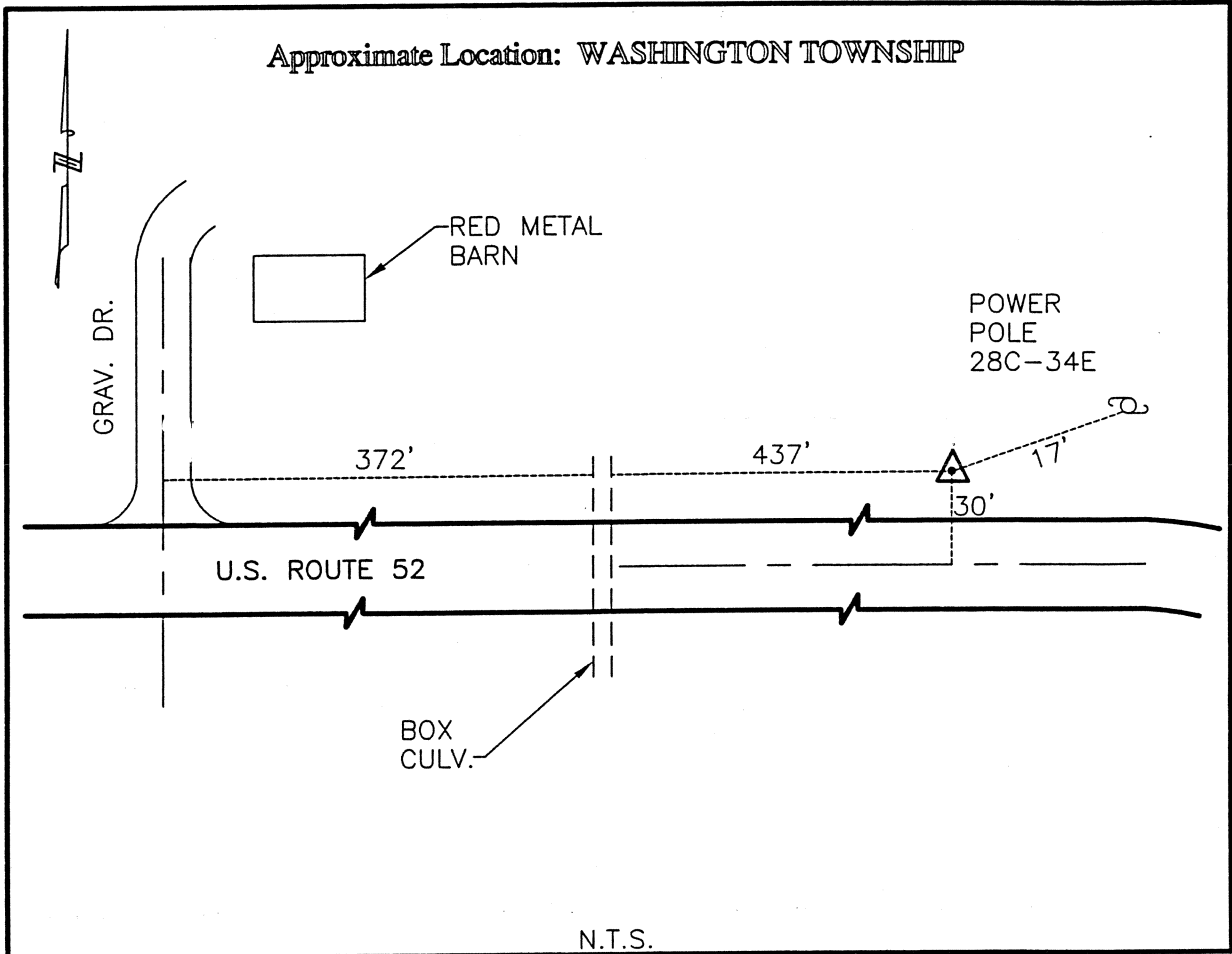 Approximate Location: WASHINGTON TOWNSHIP
N
RED METAL
BARN
GRAV. DR.
POWER
POLE
28C-34E
372'
437'
17'
30'
U.S. ROUTE 52
BOX
CULV.
N.T.S.